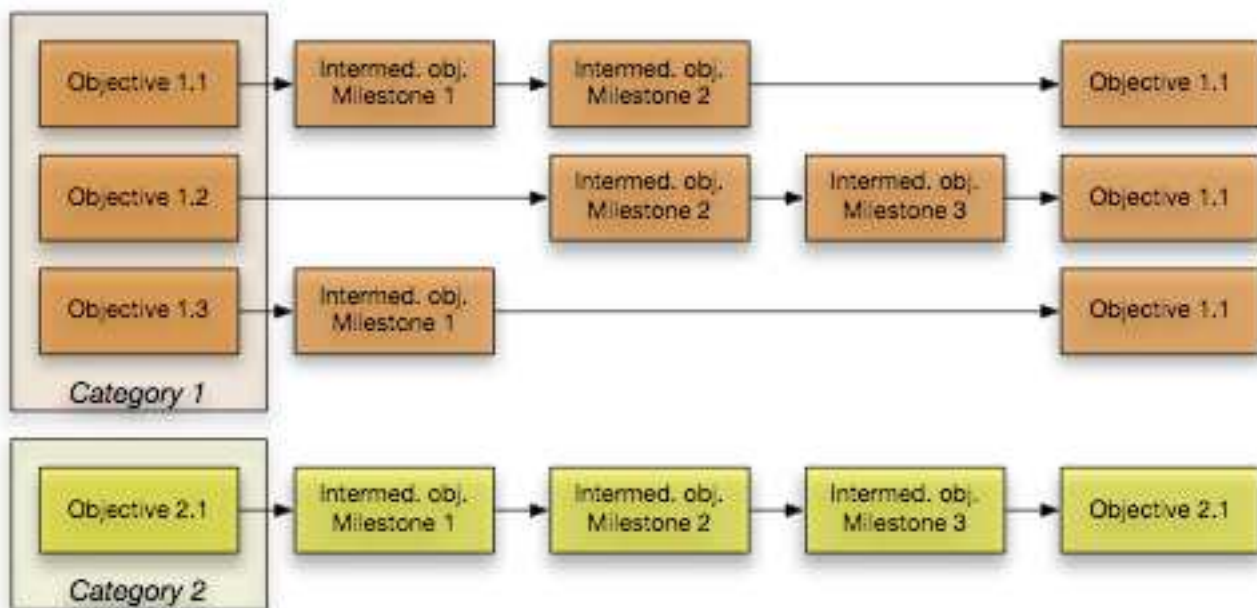 Objective 1.1
Intermed. obj.
Milestone 1
Intermed. obj.
Milestone 2
Objective 1.1
Objective 1.2
Intermed. obj.
Milestone 2
Intermed. obj.
Milestone 3
Objective 1.1
Objective 1.3
Intermed. obj.
Milestone 1
Objective 1.1
Category 1
Objective 2.1
Intermed. obj.
Milestone 1
Intermed. obj.
Milestone 2
Intermed. obj.
Milestone 3
Objective 2.1
Category 2